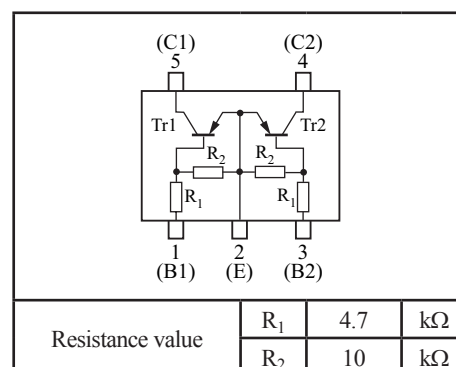 (C1) (C2)
5 4
Tr1 Tr2
R2 R2
R1 R1
1 2 3
(B1) (E) (B2)
Resistance value R1 4.7 kΩ
R2 10 kΩ